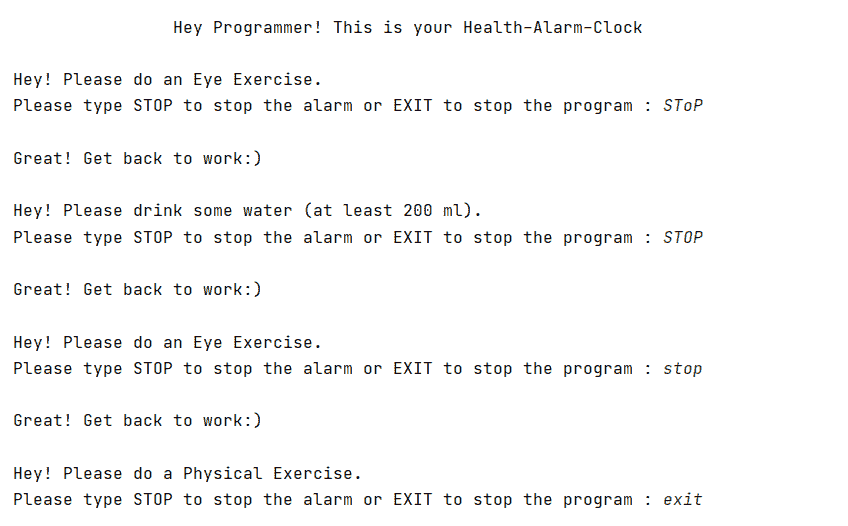 Hey Programmer! This is your Health-Alarm-Clock
Hey! Please do an Eye Exercise.
Please type STOP to stop the alarm or EXIT to stop the program : SToP
Great! Get back to work:)
Hey! Please drink some water (at least 200 ml).
Please type STOP to stop the alarm or EXIT to stop the program : STOP
Great! Get back to work:)
Hey! Please do an Eye Exercise.
Please type STOP to stop the alarm or EXIT to stop the program : stop
Great! Get back to work:)
Hey! Please do a Physical Exercise.
Please type STOP to stop the alarm or EXIT to stop the program : exit